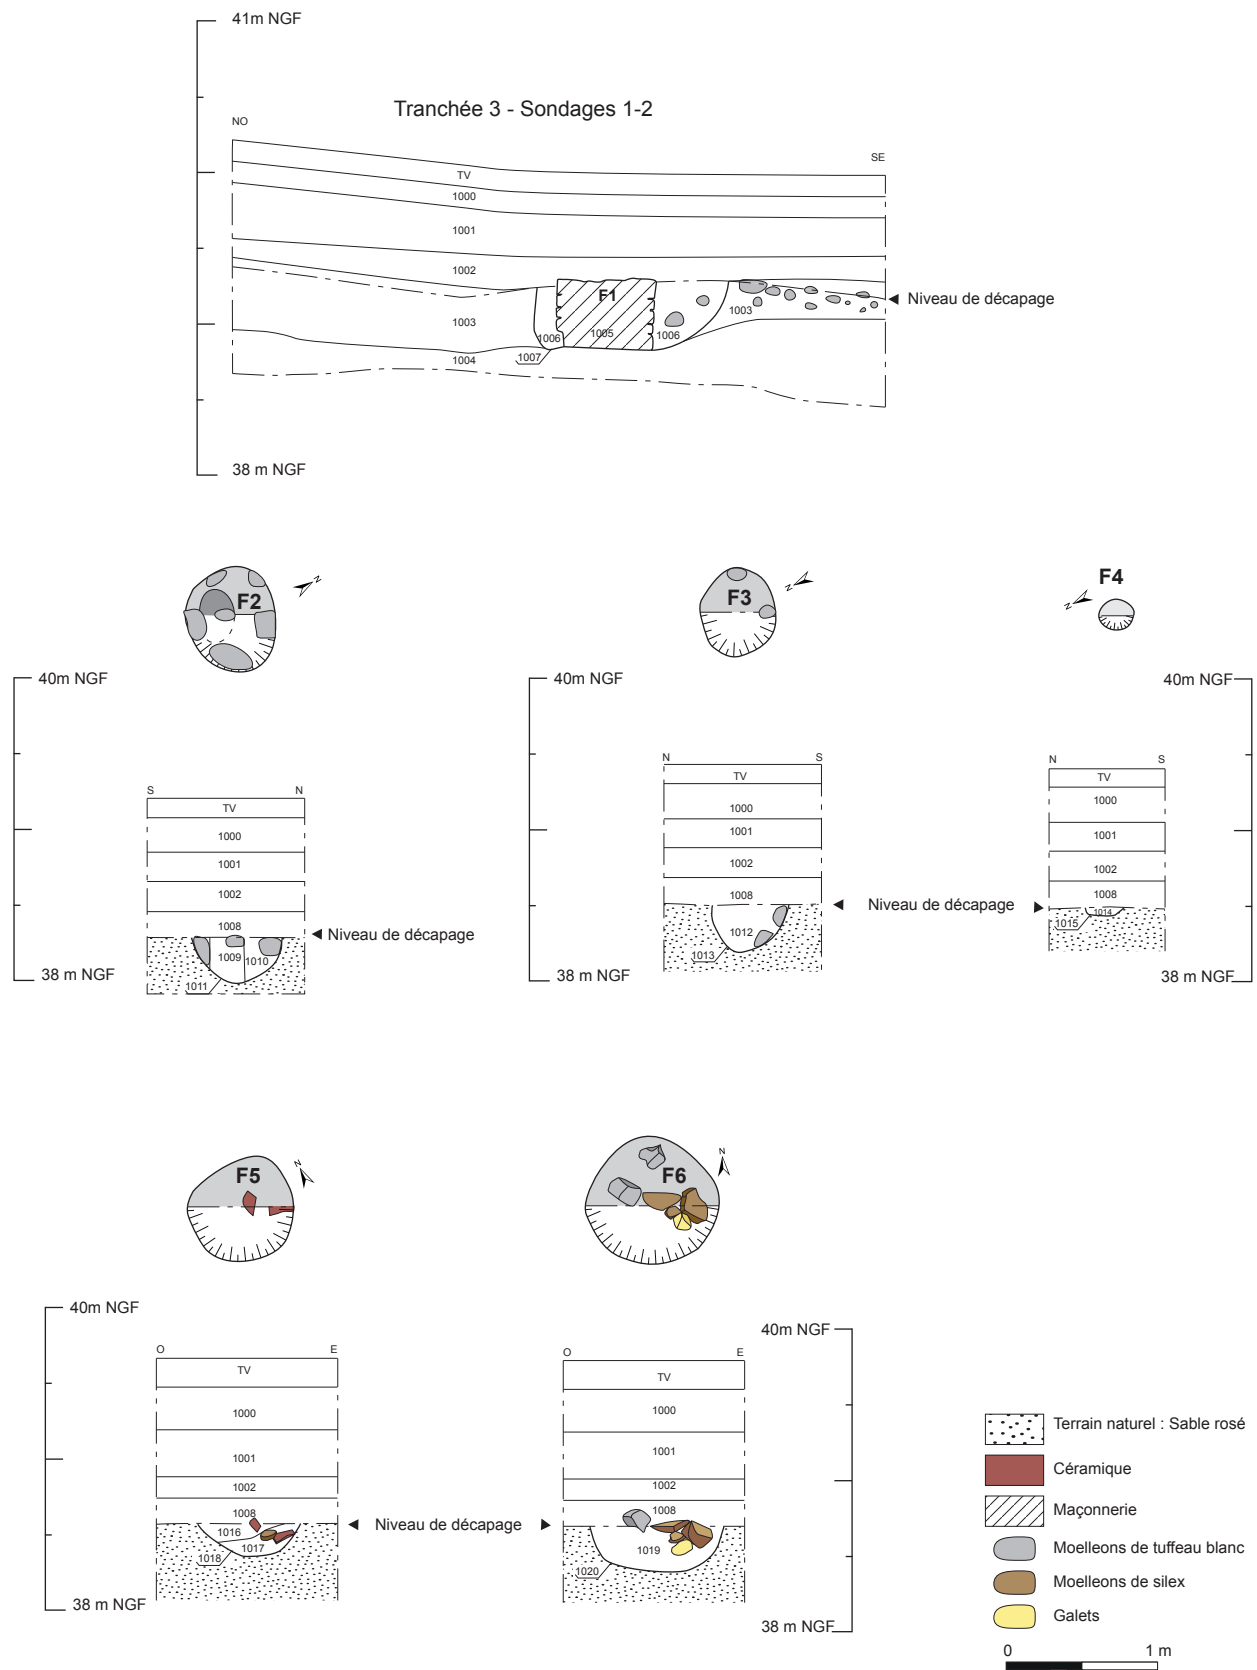 41m NGF
Tranchée 3 - Sondages 1-2
NO
SE
TV
1000
1001
1002
F1
Niveau de décapage
1003
1003
1006
1005
1006
1007
1004
38 m NGF
F2
N
F3
N
F4
N
40m NGF
40m NGF
40m NGF
S
N
TV
1000
1001
1002
1008
Niveau de décapage
1009
1010
1011
38 m NGF
N
S
TV
1000
1001
1002
1008
Niveau de décapage
1012
1013
38 m NGF
N
S
TV
1000
1001
1002
1008
1014
1015
38 m NGF
F5
N
F6
N
40m NGF
40m NGF
O
E
TV
1000
1001
1002
1008
1016
1017
1018
38 m NGF
Niveau de décapage
O
E
TV
1000
1001
1002
1008
1019
1020
38 m NGF
Terrain naturel : Sable rosé
Céramique
Maçonnerie
Moelleons de tuffeau blanc
Moelleons de silex
Galets
0
1 m